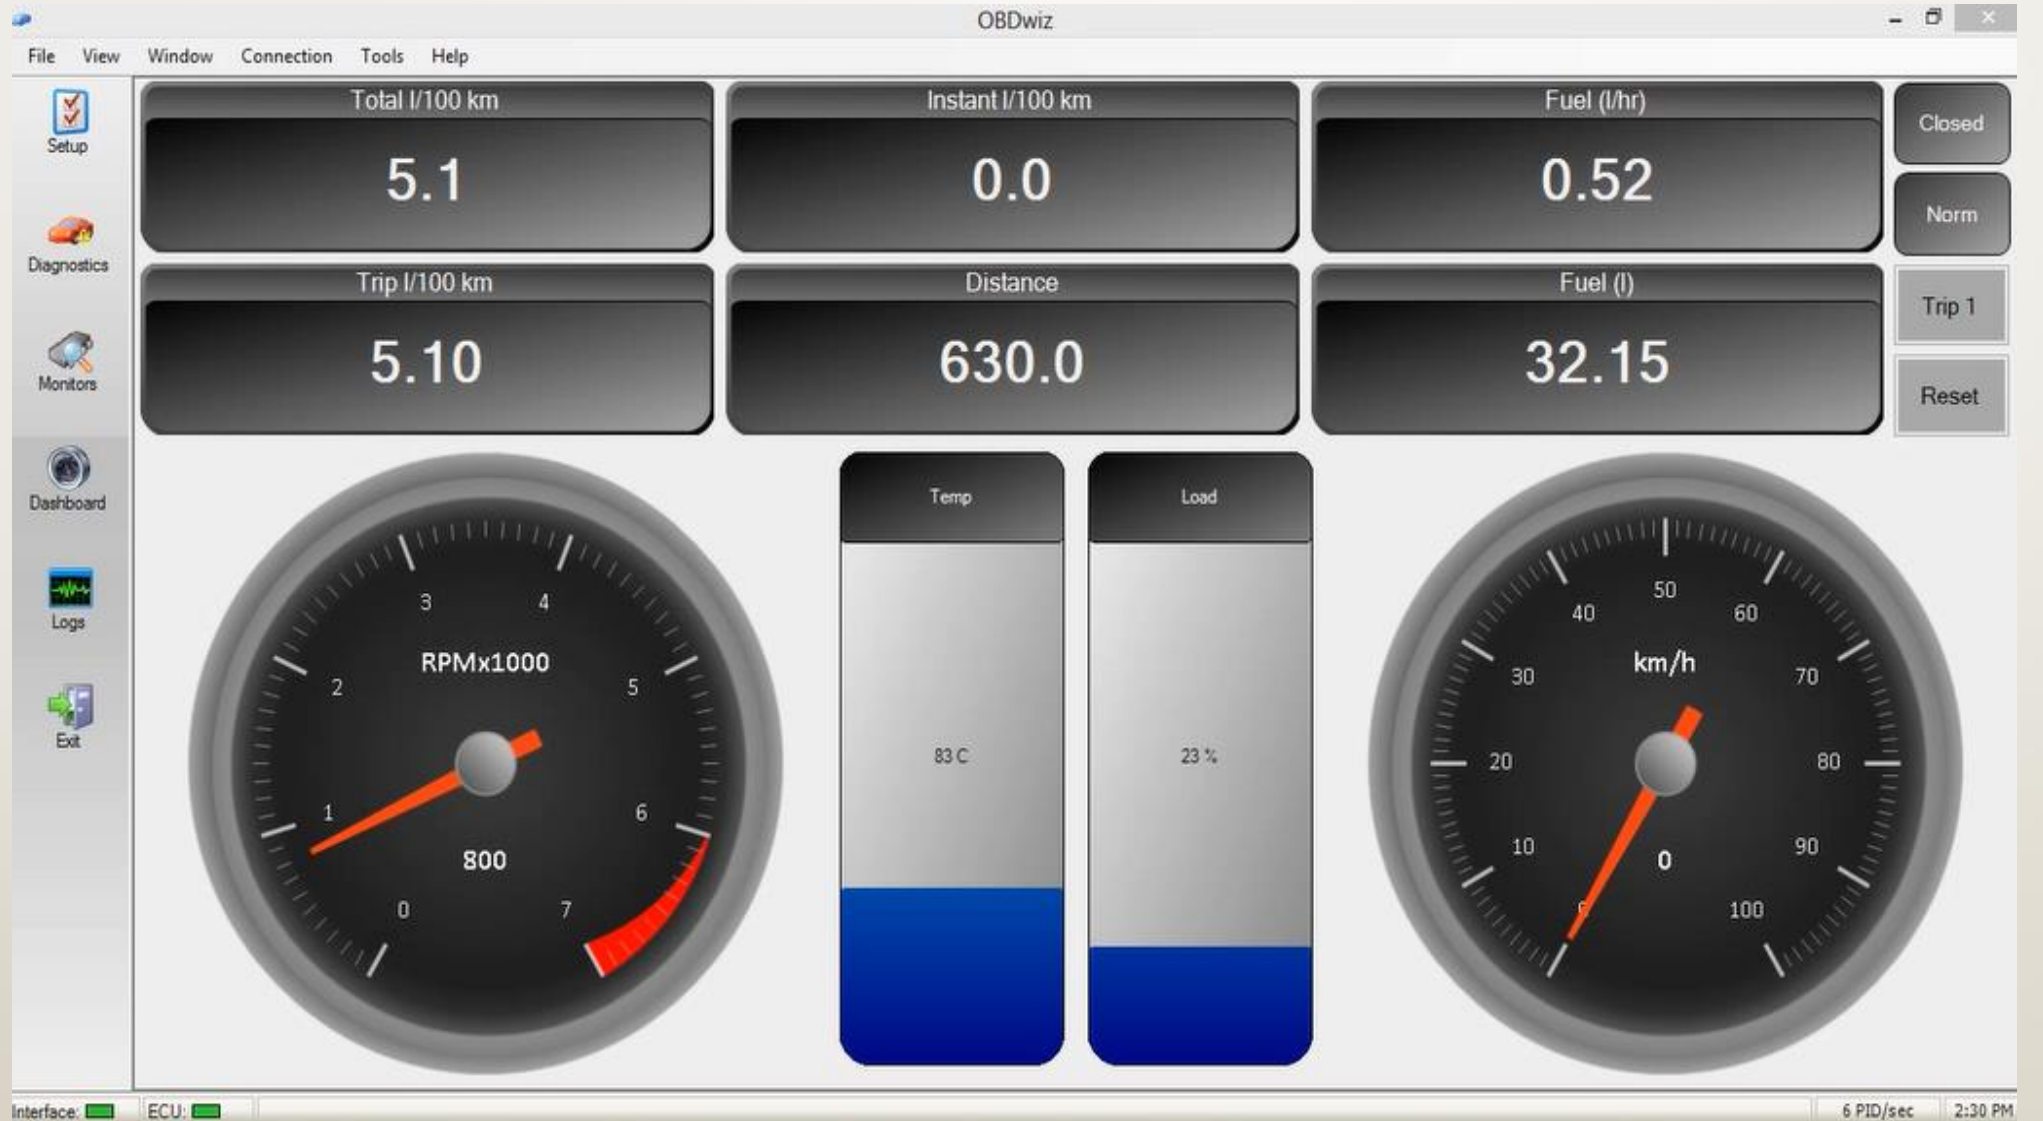 OBDwiz
File View Window Connection Tools Help
Setup
Diagnostics
Monitors
Dashboard
Logs
Exit
Total l/100 km
5.1
Instant l/100 km
0.0
Fuel (l/hr)
0.52
Closed
Norm
Trip l/100 km
5.10
Distance
630.0
Fuel (l)
32.15
Trip 1
Reset
0
1
2
3
4
5
6
7
RPMx1000
800
Temp
83 C
Load
23 %
0
10
20
30
40
50
60
70
80
90
100
km/h
0
Interface:
ECU:
6 PID/sec
2:30 PM